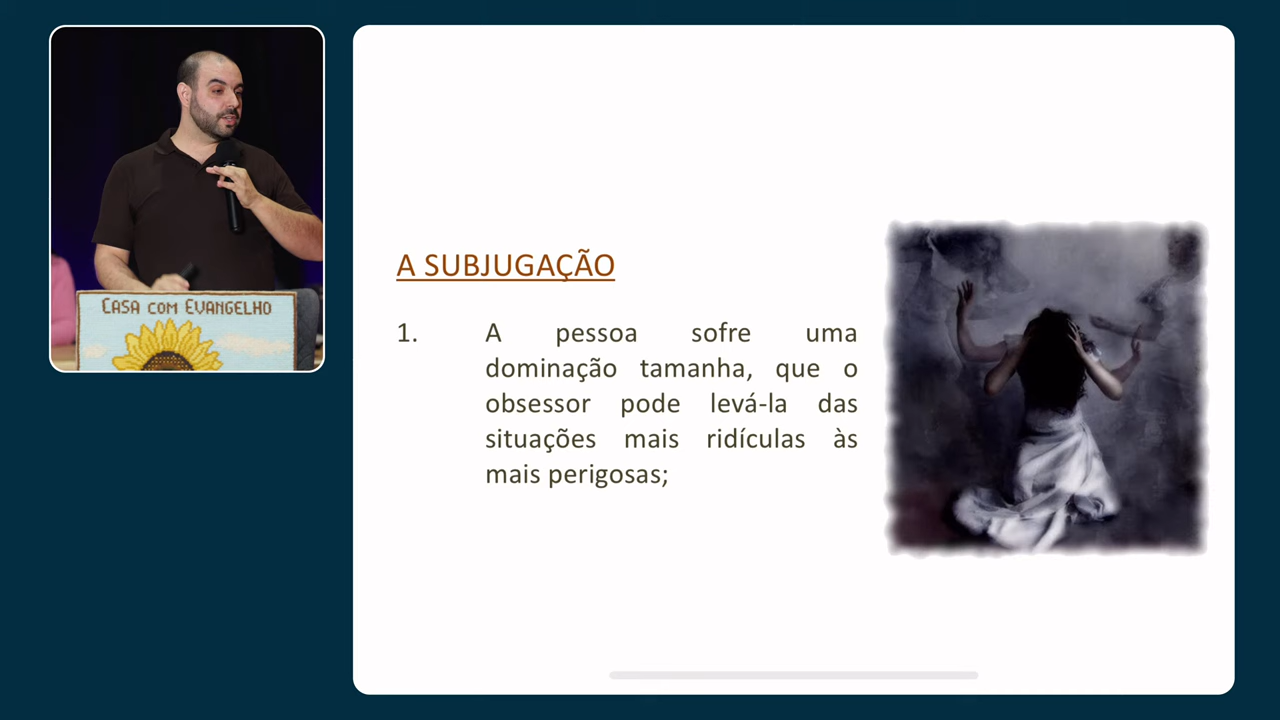 CASA COM EVANGELHO
A SUBJUGAÇÃO
1. A pessoa sofre uma
dominação tamanha, que o
obsessor pode levá-la das
situações mais ridículas às
mais perigosas;